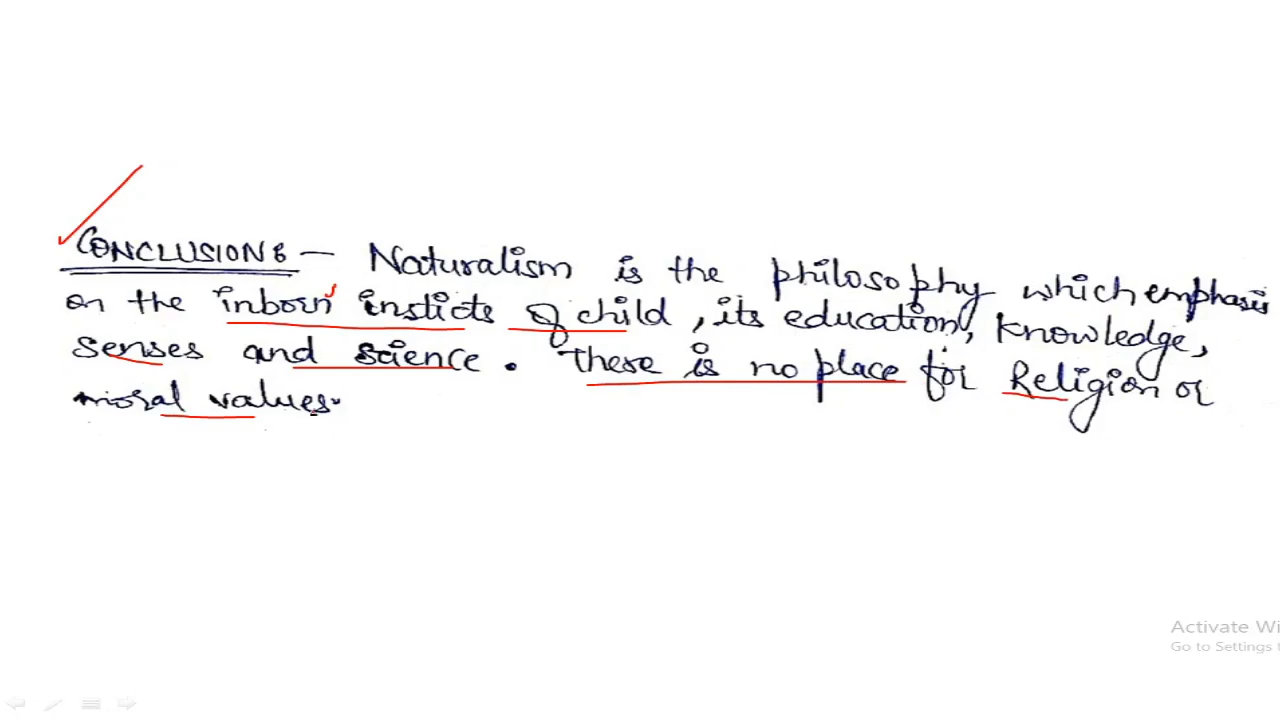 CONCLUSION :- Naturalism is the philosophy which emphasis
on the inborn insticts of child, its education, knowledge,
senses and science. There is no place for Religion or
moral values.
Activate Wi
Go to Settings t